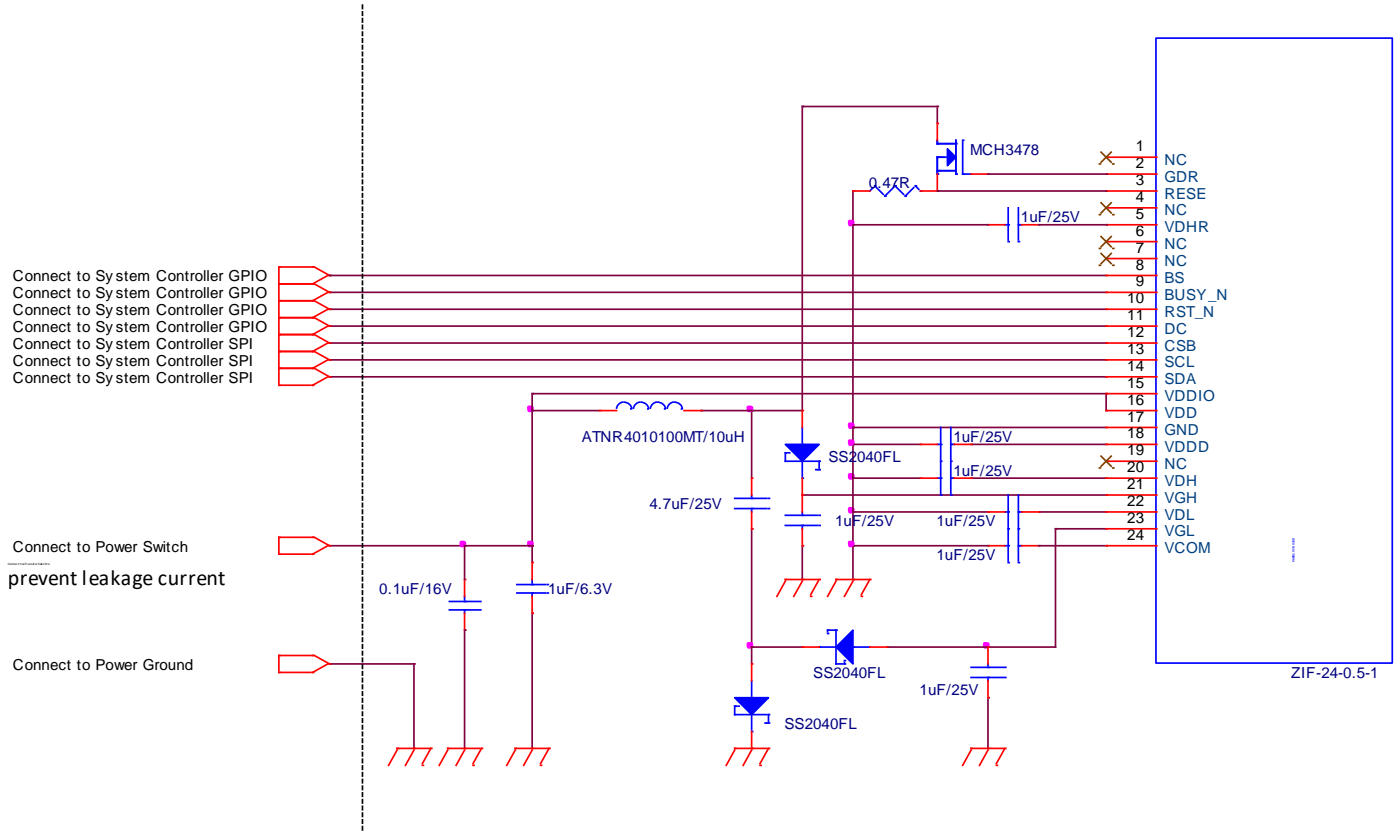 MCH3478
0.47R
1uF/25V
1 NC
2 GDR
3 RESE
4 NC
5 VDHR
6 NC
7 NC
8 BS
9 BUSY_N
10 RST_N
11 DC
12 CSB
13 SCL
14 SDA
15 VDDIO
16 VDD
17 GND
18 VDDD
19 NC
20 VDH
21 VGH
22 VDL
23 VGL
24 VCOM
Connect to System Controller GPIO
Connect to System Controller GPIO
Connect to System Controller GPIO
Connect to System Controller GPIO
Connect to System Controller SPI
Connect to System Controller SPI
Connect to System Controller SPI
ATNR4010100MT/10uH
SS2040FL
1uF/25V
1uF/25V
4.7uF/25V
1uF/25V
1uF/25V
1uF/25V
Connect to Power Switch
prevent leakage current
0.1uF/16V
1uF/6.3V
Connect to Power Ground
SS2040FL
1uF/25V
SS2040FL
ZIF-24-0.5-1